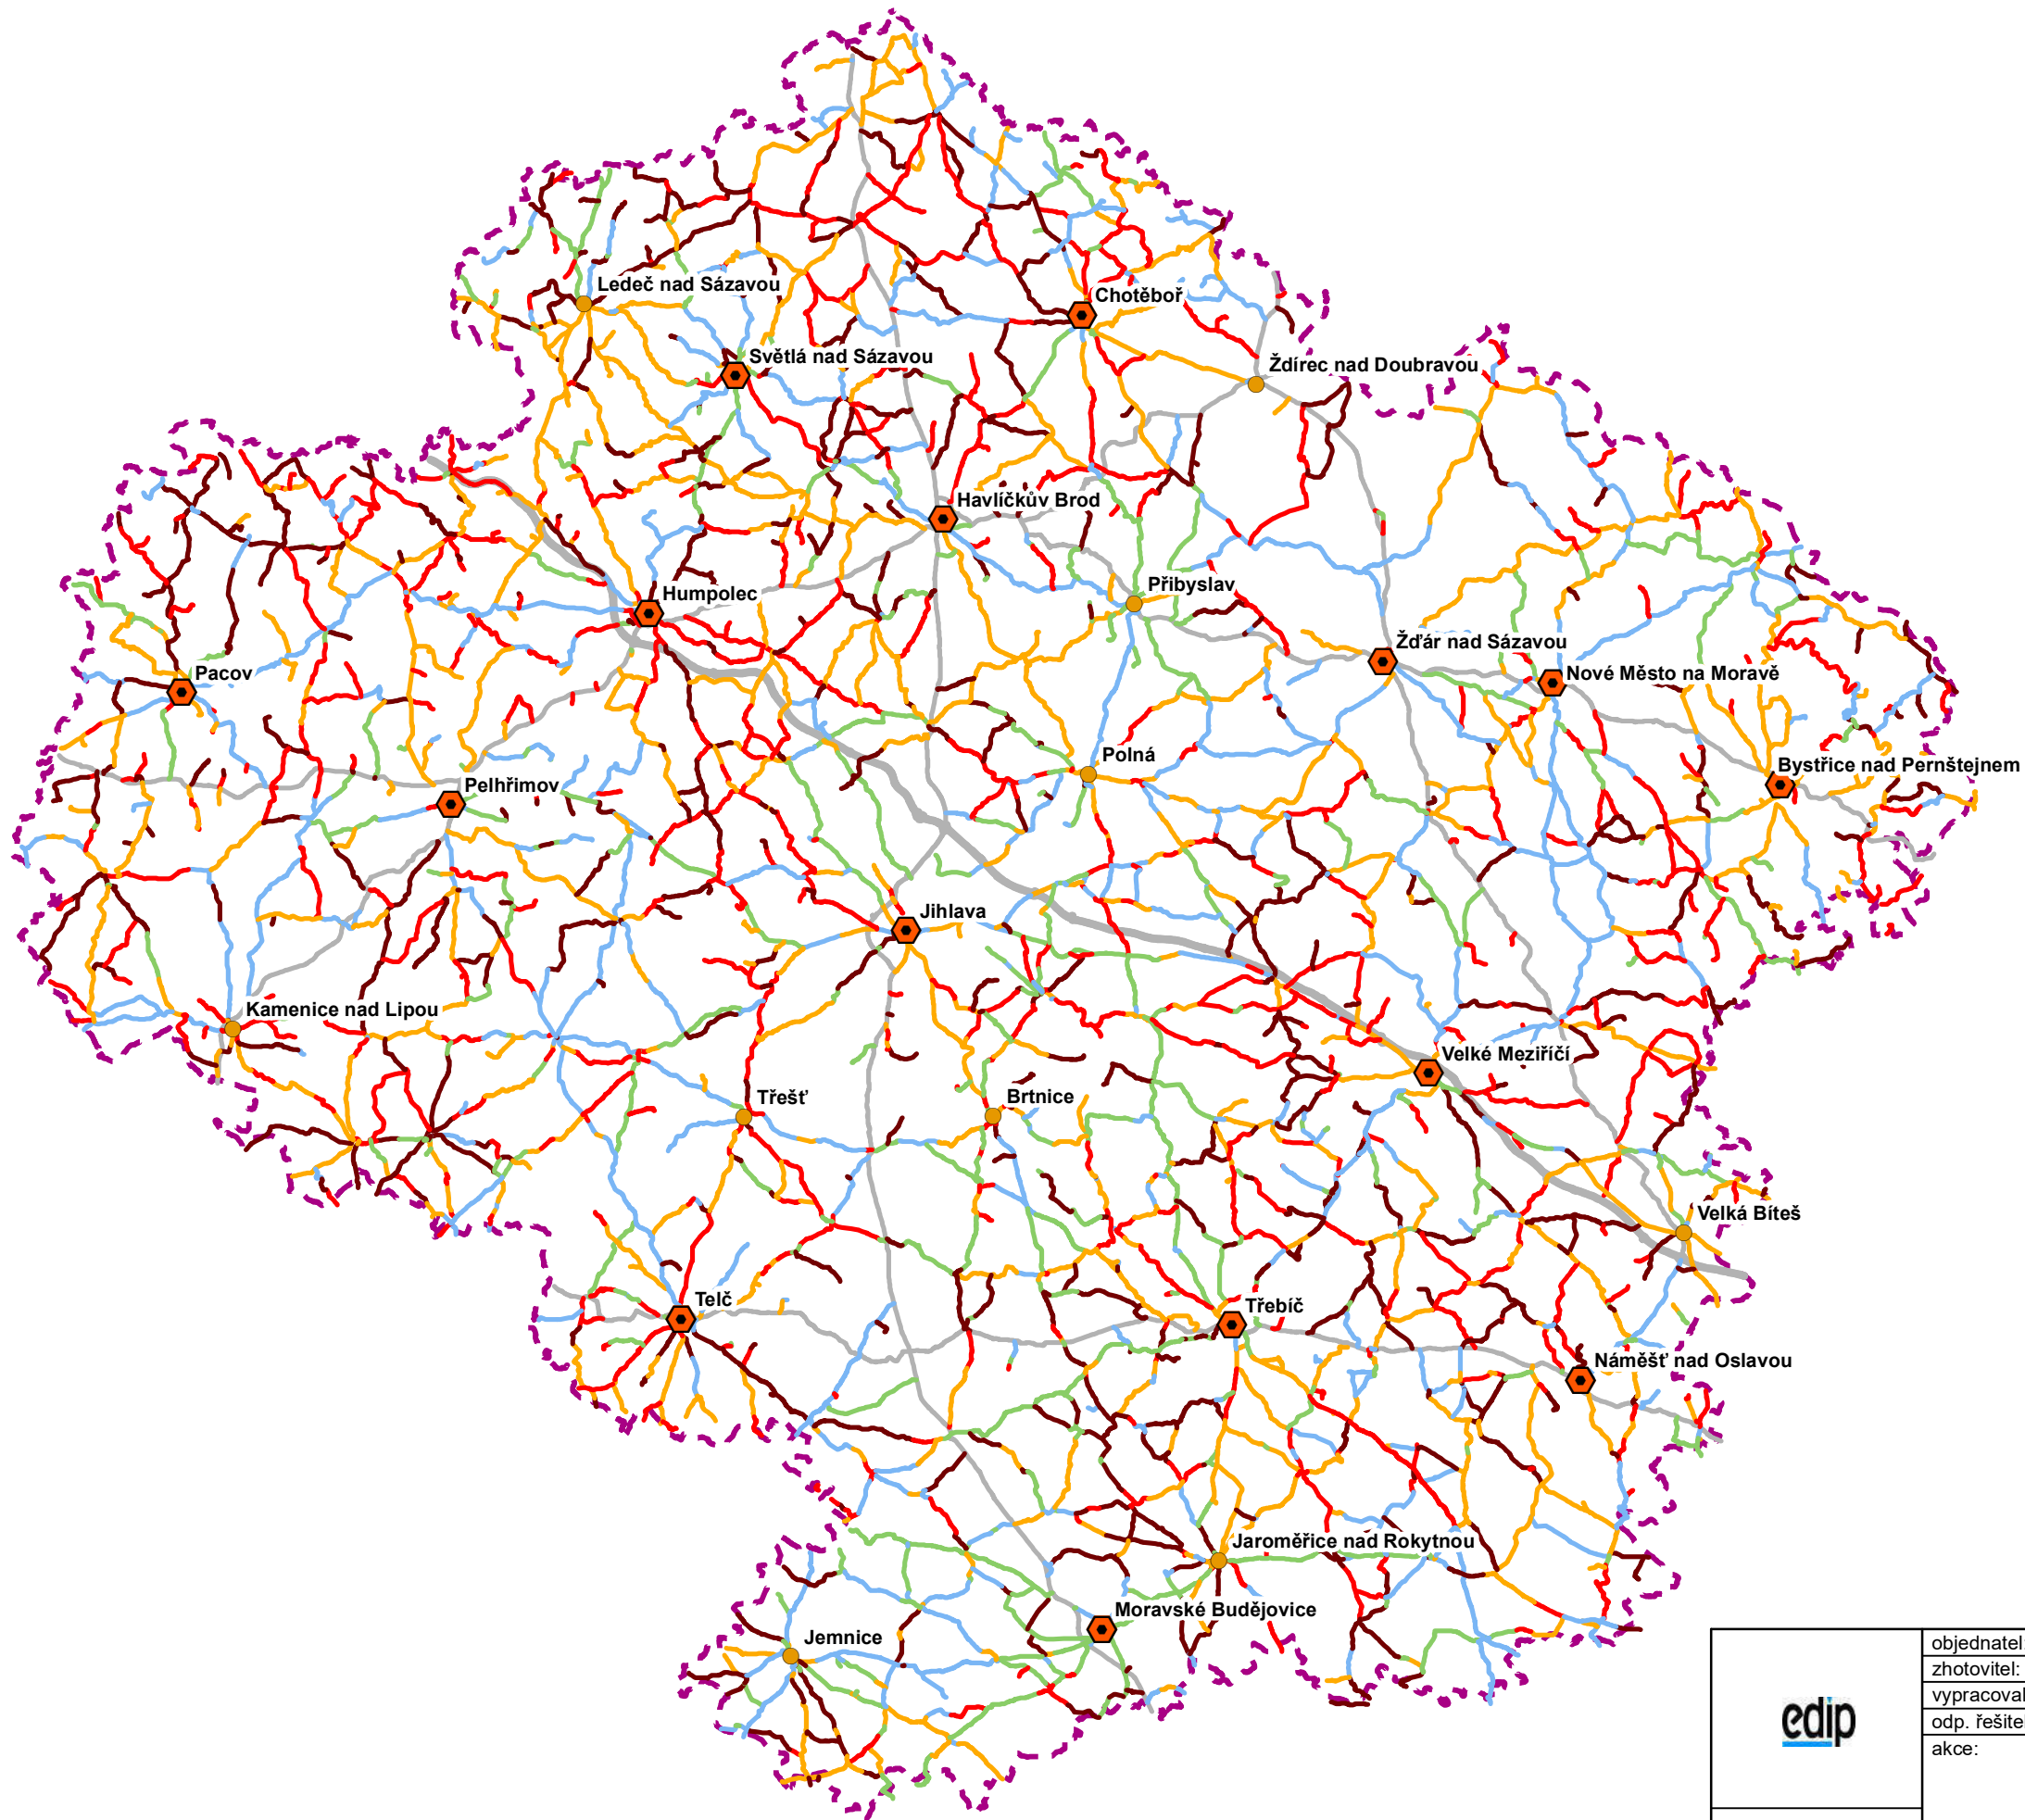 Ledeč nad Sázavou
Chotěboř
Světlá nad Sázavou
Ždírec nad Doubravou
Havlíčkův Brod
Humpolec
Přibyslav
Žďár nad Sázavou
Pacov
Nové Město na Moravě
Polná
Bystřice nad Pernštejnem
Pelhřimov
Jihlava
Kamenice nad Lipou
Velké Meziříčí
Třešť
Brtnice
Velká Bíteš
Telč
Třebíč
Náměšť nad Oslavou
Jaroměřice nad Rokytnou
Moravské Budějovice
Jemnice
objednatel:
zhotovitel:
vypracoval
odp. řešitel
akce:
edip